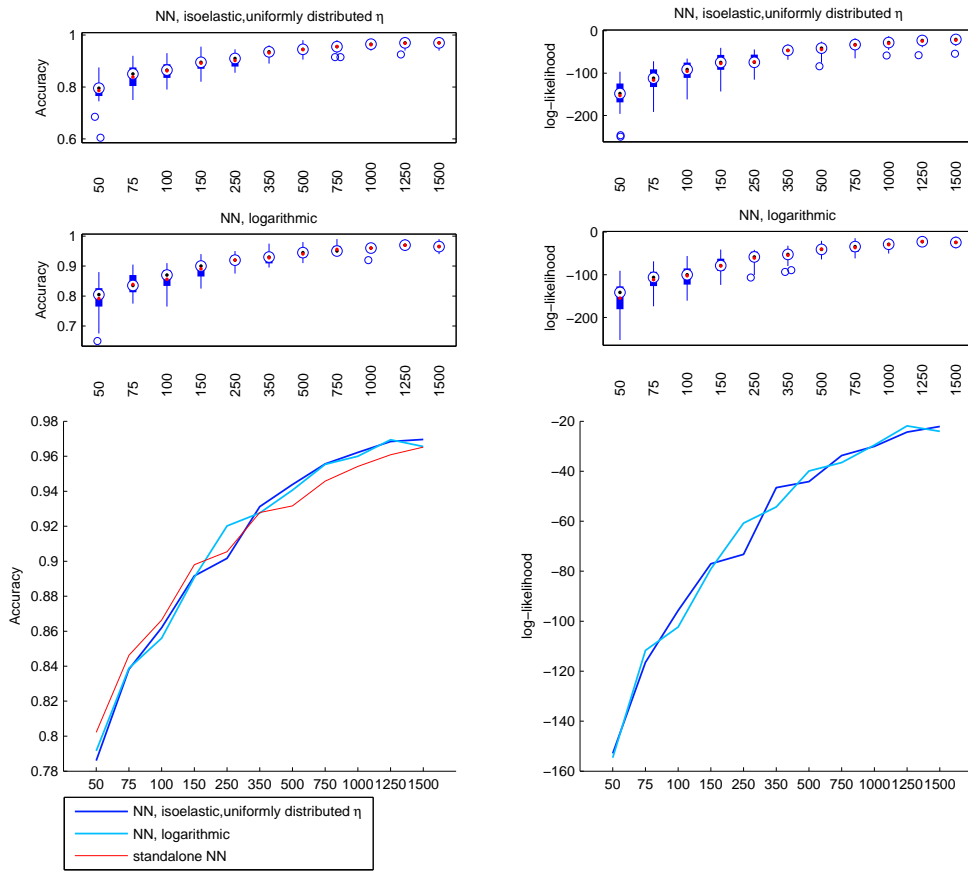 NN, isoelastic,uniformly distributed η
Accuracy
1
0.8
0.6
50 75 100 150 250 350 500 750 1000 1250 1500
NN, isoelastic,uniformly distributed η
log−likelihood
0
−100
−200
50 75 100 150 250 350 500 750 1000 1250 1500
NN, logarithmic
Accuracy
1
0.9
0.8
0.7
50 75 100 150 250 350 500 750 1000 1250 1500
NN, logarithmic
log−likelihood
0
−100
−200
50 75 100 150 250 350 500 750 1000 1250 1500
Accuracy
0.98
0.96
0.94
0.92
0.9
0.88
0.86
0.84
0.82
0.8
0.78
50 75 100 150 250 350 500 750 1000 1250 1500
log−likelihood
−20
−40
−60
−80
−100
−120
−140
−160
50 75 100 150 250 350 500 750 1000 1250 1500
NN, isoelastic,uniformly distributed η
NN, logarithmic
standalone NN